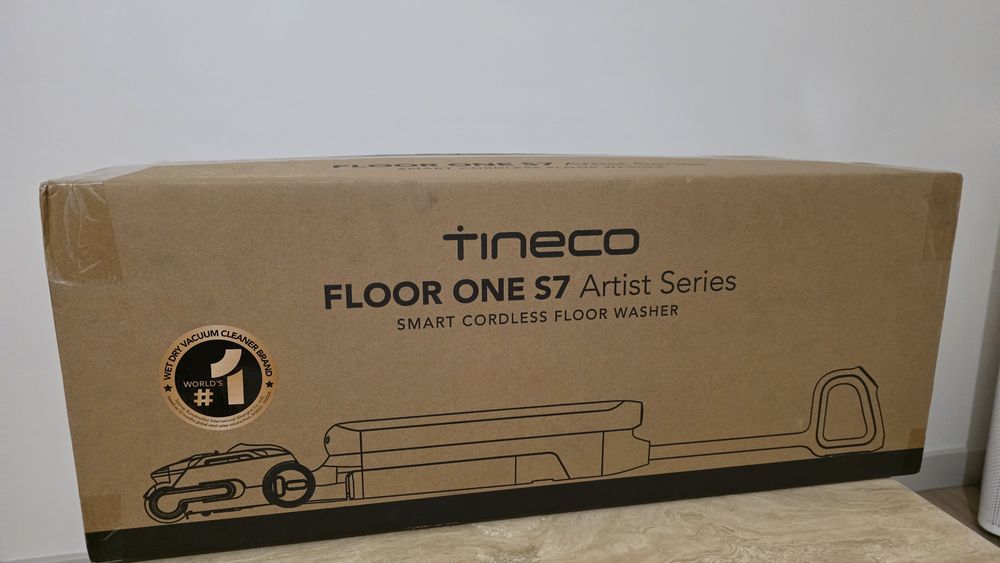 FLOOR ONE S7 Artist Series
SMART CORDLESS FLOOR WASHER
tineco
FLOOR ONE S7 Artist Series
SMART CORDLESS FLOOR WASHER
WET DRY VACUUM CLEANER BRAND
WORLD'S
#1